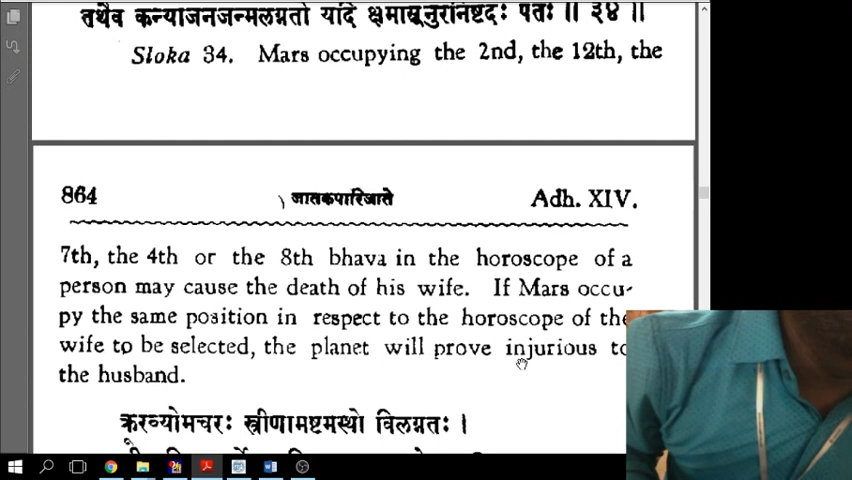 तथैव कन्याजनजन्मलग्नतो यदि क्षमासूनुरनिष्टदः पतेः ॥ ३४ ॥
Sloka 34. Mars occupying the 2nd, the 12th, the
864 जातकपारिजाते Adh. XIV.
7th, the 4th or the 8th bhava in the horoscope of a
person may cause the death of his wife. If Mars occu-
py the same position in respect to the horoscope of the
wife to be selected, the planet will prove injurious to
the husband.
क्रूरव्योमचरः स्त्रीणामष्टमस्थो विलग्नतः ।